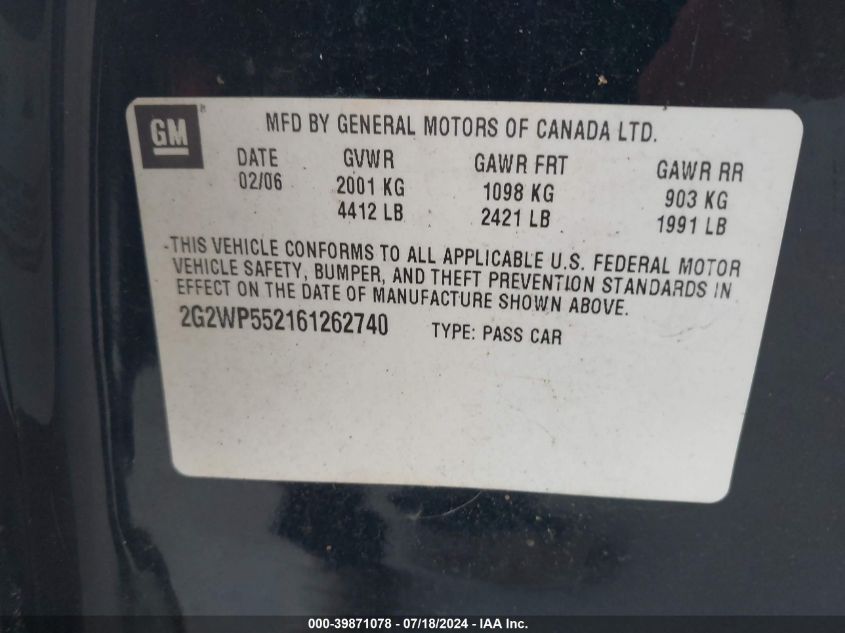 GM ®
MFD BY GENERAL MOTORS OF CANADA LTD.
DATE GVWR GAWR FRT GAWR RR
02/06 2001 KG 1098 KG 903 KG
4412 LB 2421 LB 1991 LB
THIS VEHICLE CONFORMS TO ALL APPLICABLE U.S. FEDERAL MOTOR
VEHICLE SAFETY, BUMPER, AND THEFT PREVENTION STANDARDS IN
EFFECT ON THE DATE OF MANUFACTURE SHOWN ABOVE.
2G2WP552161262740 TYPE: PASS CAR
000-39871078 - 07/18/2024 - IAA Inc.